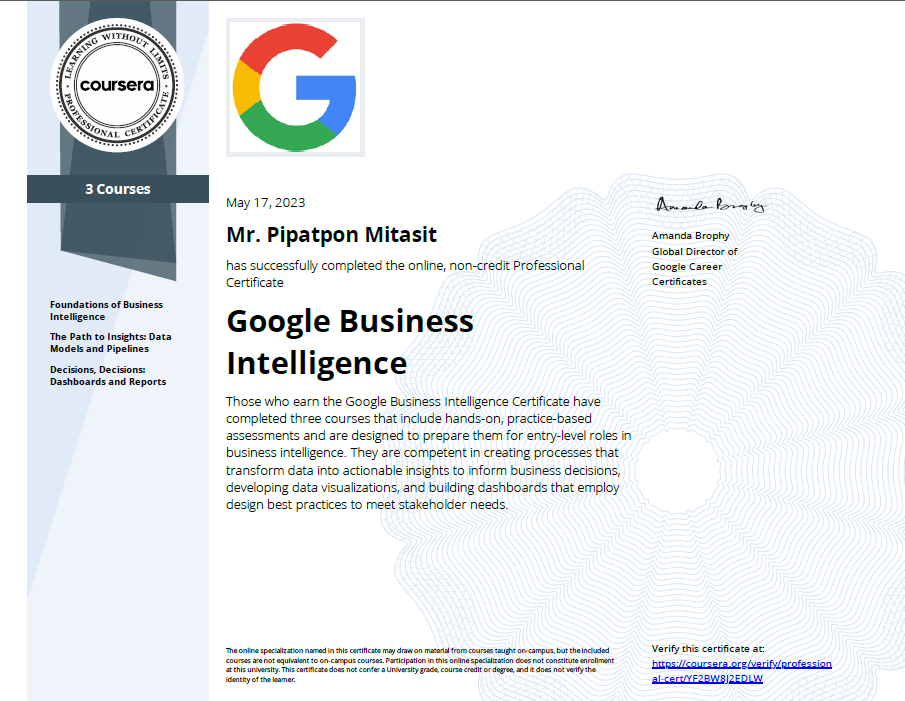 LEARNING WITHOUT LIMITS
coursera
PROFESSIONAL CERTIFICATE
3 Courses
Foundations of Business
Intelligence
The Path to Insights: Data
Models and Pipelines
Decisions, Decisions:
Dashboards and Reports
May 17, 2023
Mr. Pipatpon Mitasit
has successfully completed the online, non-credit Professional
Certificate
Google Business
Intelligence
Those who earn the Google Business Intelligence Certificate have
completed three courses that include hands-on, practice-based
assessments and are designed to prepare them for entry-level roles in
business intelligence. They are competent in creating processes that
transform data into actionable insights to inform business decisions,
developing data visualizations, and building dashboards that employ
design best practices to meet stakeholder needs.
Amanda Brophy
Amanda Brophy
Global Director of
Google Career
Certificates
The online specialization named in this certificate may draw on material from courses taught on-campus, but the included
courses are not equivalent to on-campus courses. Participation in this online specialization does not constitute enrollment
at this university. This certificate does not confer a University grade, course credit or degree, and it does not verify the
identity of the learner.
Verify this certificate at:
https://coursera.org/verify/profession
al-cert/YF2BW8J2EDLW